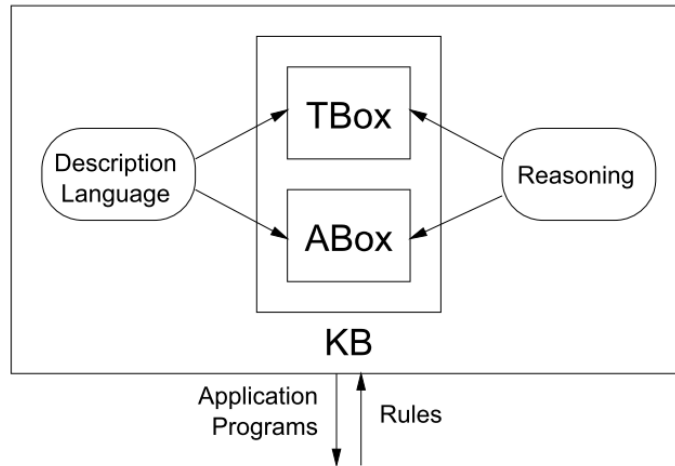 TBox
Description
Language
Reasoning
ABox
KB
Application
Programs
Rules